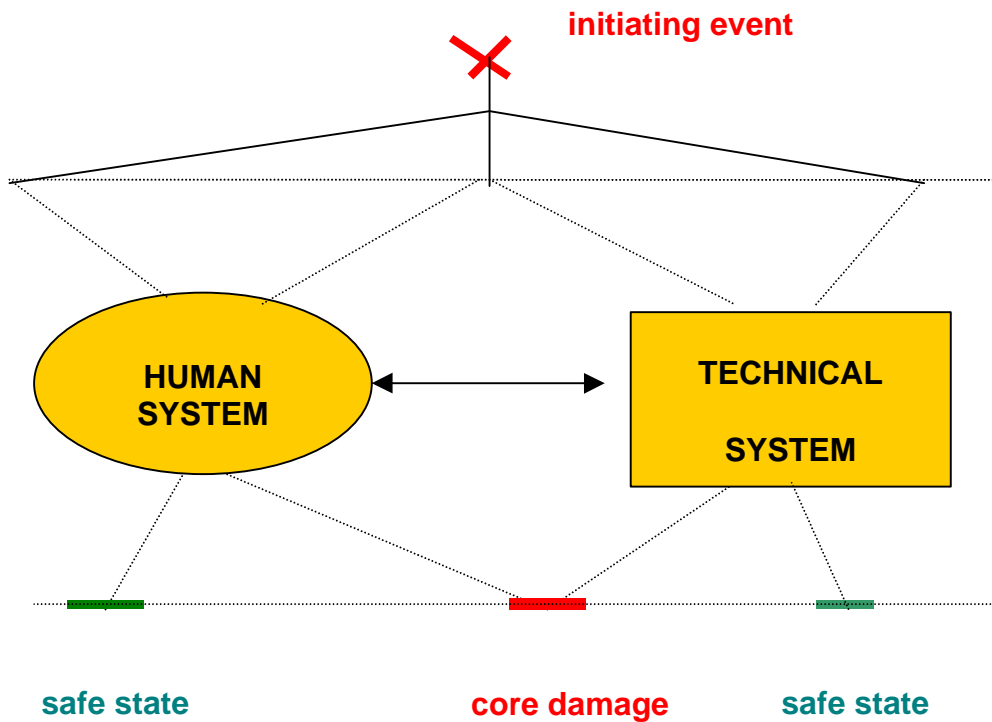 initiating event
HUMAN
SYSTEM
TECHNICAL
SYSTEM
safe state
core damage
safe state